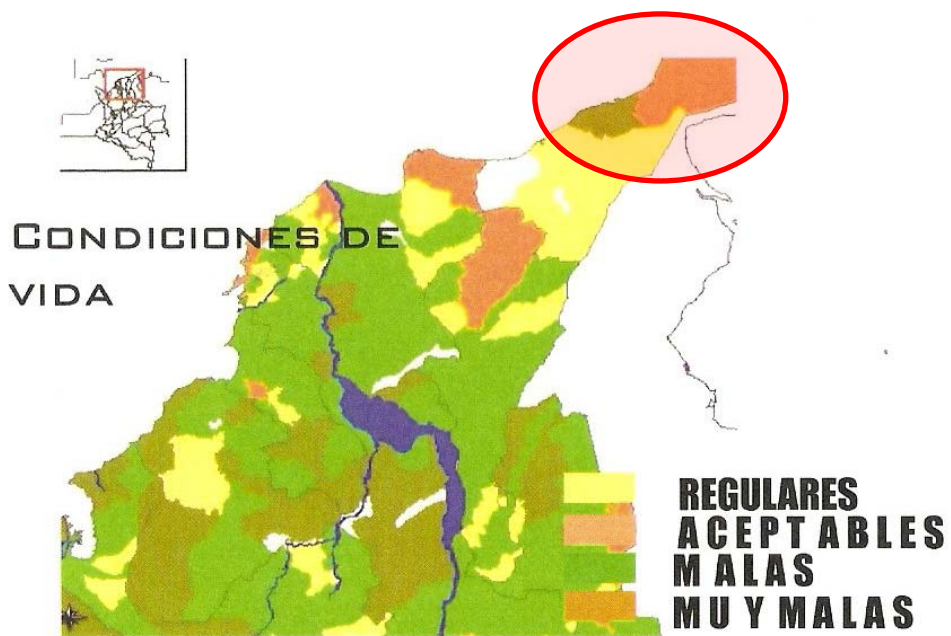 CONDICIONES DE
VIDA
REGULARES
ACEPTABLES
MALAS
MUY MALAS